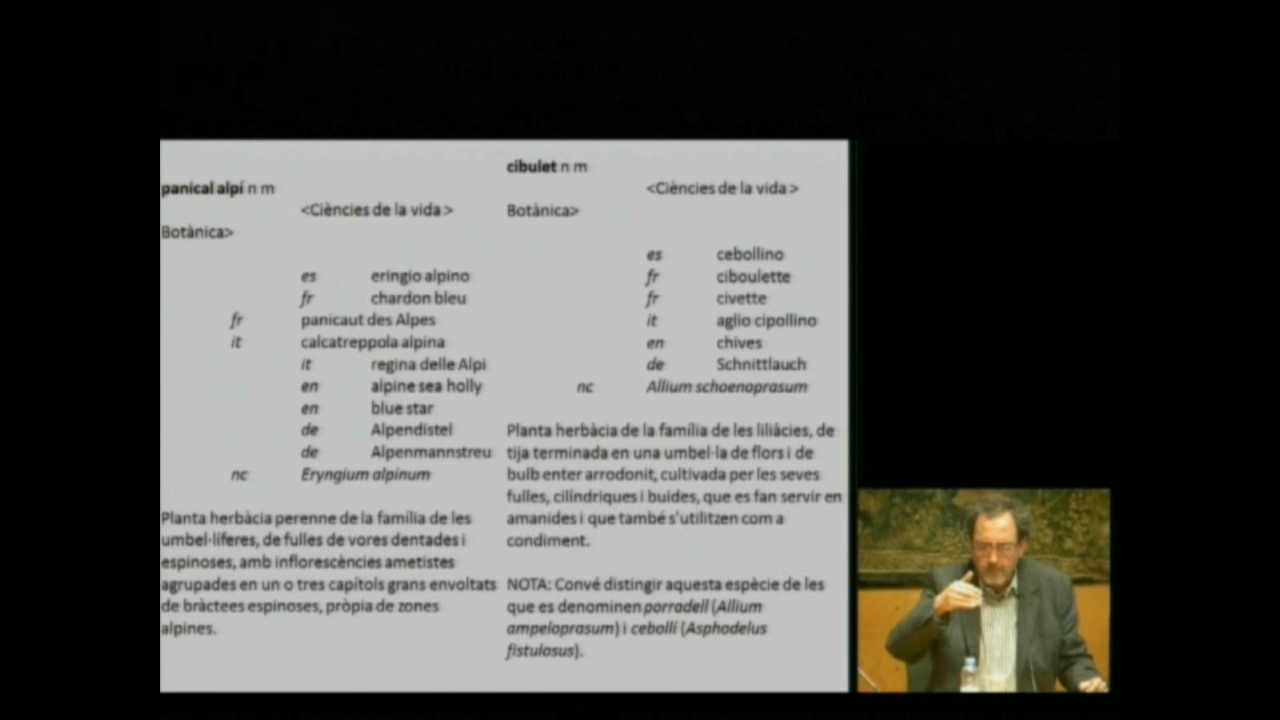 panical alpí n m
<Ciències de la vida >
Botànica>
es eringio alpino
fr chardon bleu
fr panicaut des Alpes
it calcatreppola alpina
it regina delle Alpi
en alpine sea holly
en blue star
de Alpendistel
de Alpenmannstreu
nc Eryngium alpinum
Planta herbàcia perenne de la família de les
umbel·líferes, de fulles de vores dentades i
espinoses, amb inflorescències ametistes
agrupades en un o tres capítols grans envoltats
de bràctees espinoses, pròpia de zones
alpines.
cibulet n m
<Ciències de la vida >
Botànica>
es cebollino
fr ciboulette
fr civette
it aglio cipollino
en chives
de Schnittlauch
nc Allium schoenoprasum
Planta herbàcia de la família de les liliàcies, de
tija terminada en una umbel·la de flors i de
bulb enter arrodonit, cultivada per les seves
fulles, cilíndriques i buides, que es fan servir en
amanides i que també s'utilitzen com a
condiment.
NOTA: Convé distingir aquesta espècie de les
que es denominen porradell (Allium
ampeloprasum) i cebollí (Asphodelus
fistulosus).